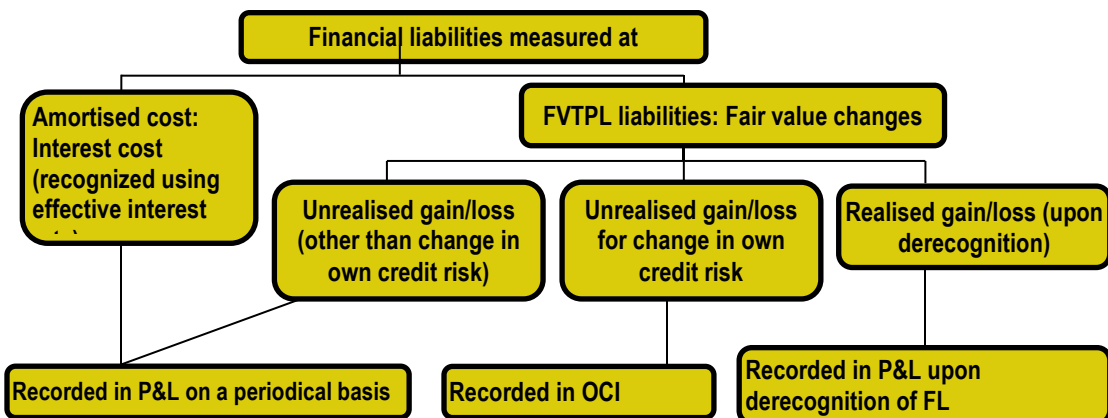 Financial liabilities measured at
Amortised cost:
Interest cost
(recognized using
effective interest
FVTPL liabilities: Fair value changes
Unrealised gain/loss
(other than change in
own credit risk)
Unrealised gain/loss
for change in own
credit risk
Realised gain/loss (upon
derecognition)
Recorded in P&L on a periodical basis
Recorded in OCI
Recorded in P&L upon
derecognition of FL